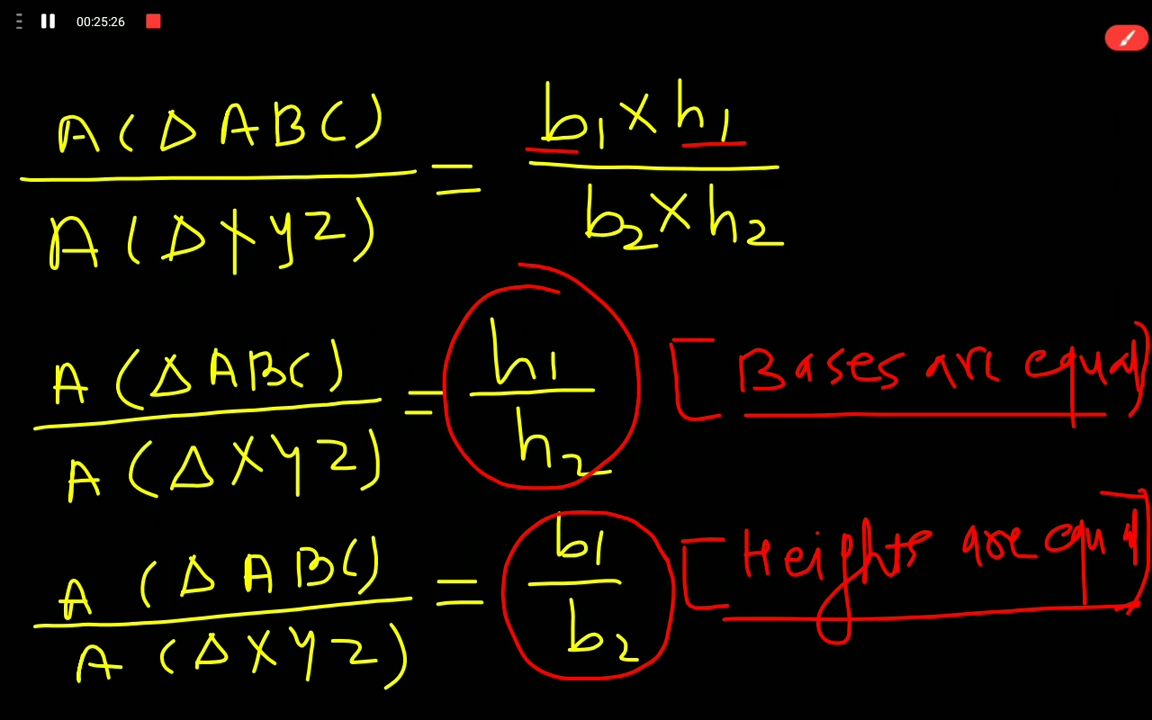 00:25:26
A(ΔABC)/A(ΔXYZ) = b1×h1/b2×h2
A(ΔABC)/A(ΔXYZ) = h1/h2 [Bases are equal]
A(ΔABC)/A(ΔXYZ) = b1/b2 [Heights are equal]